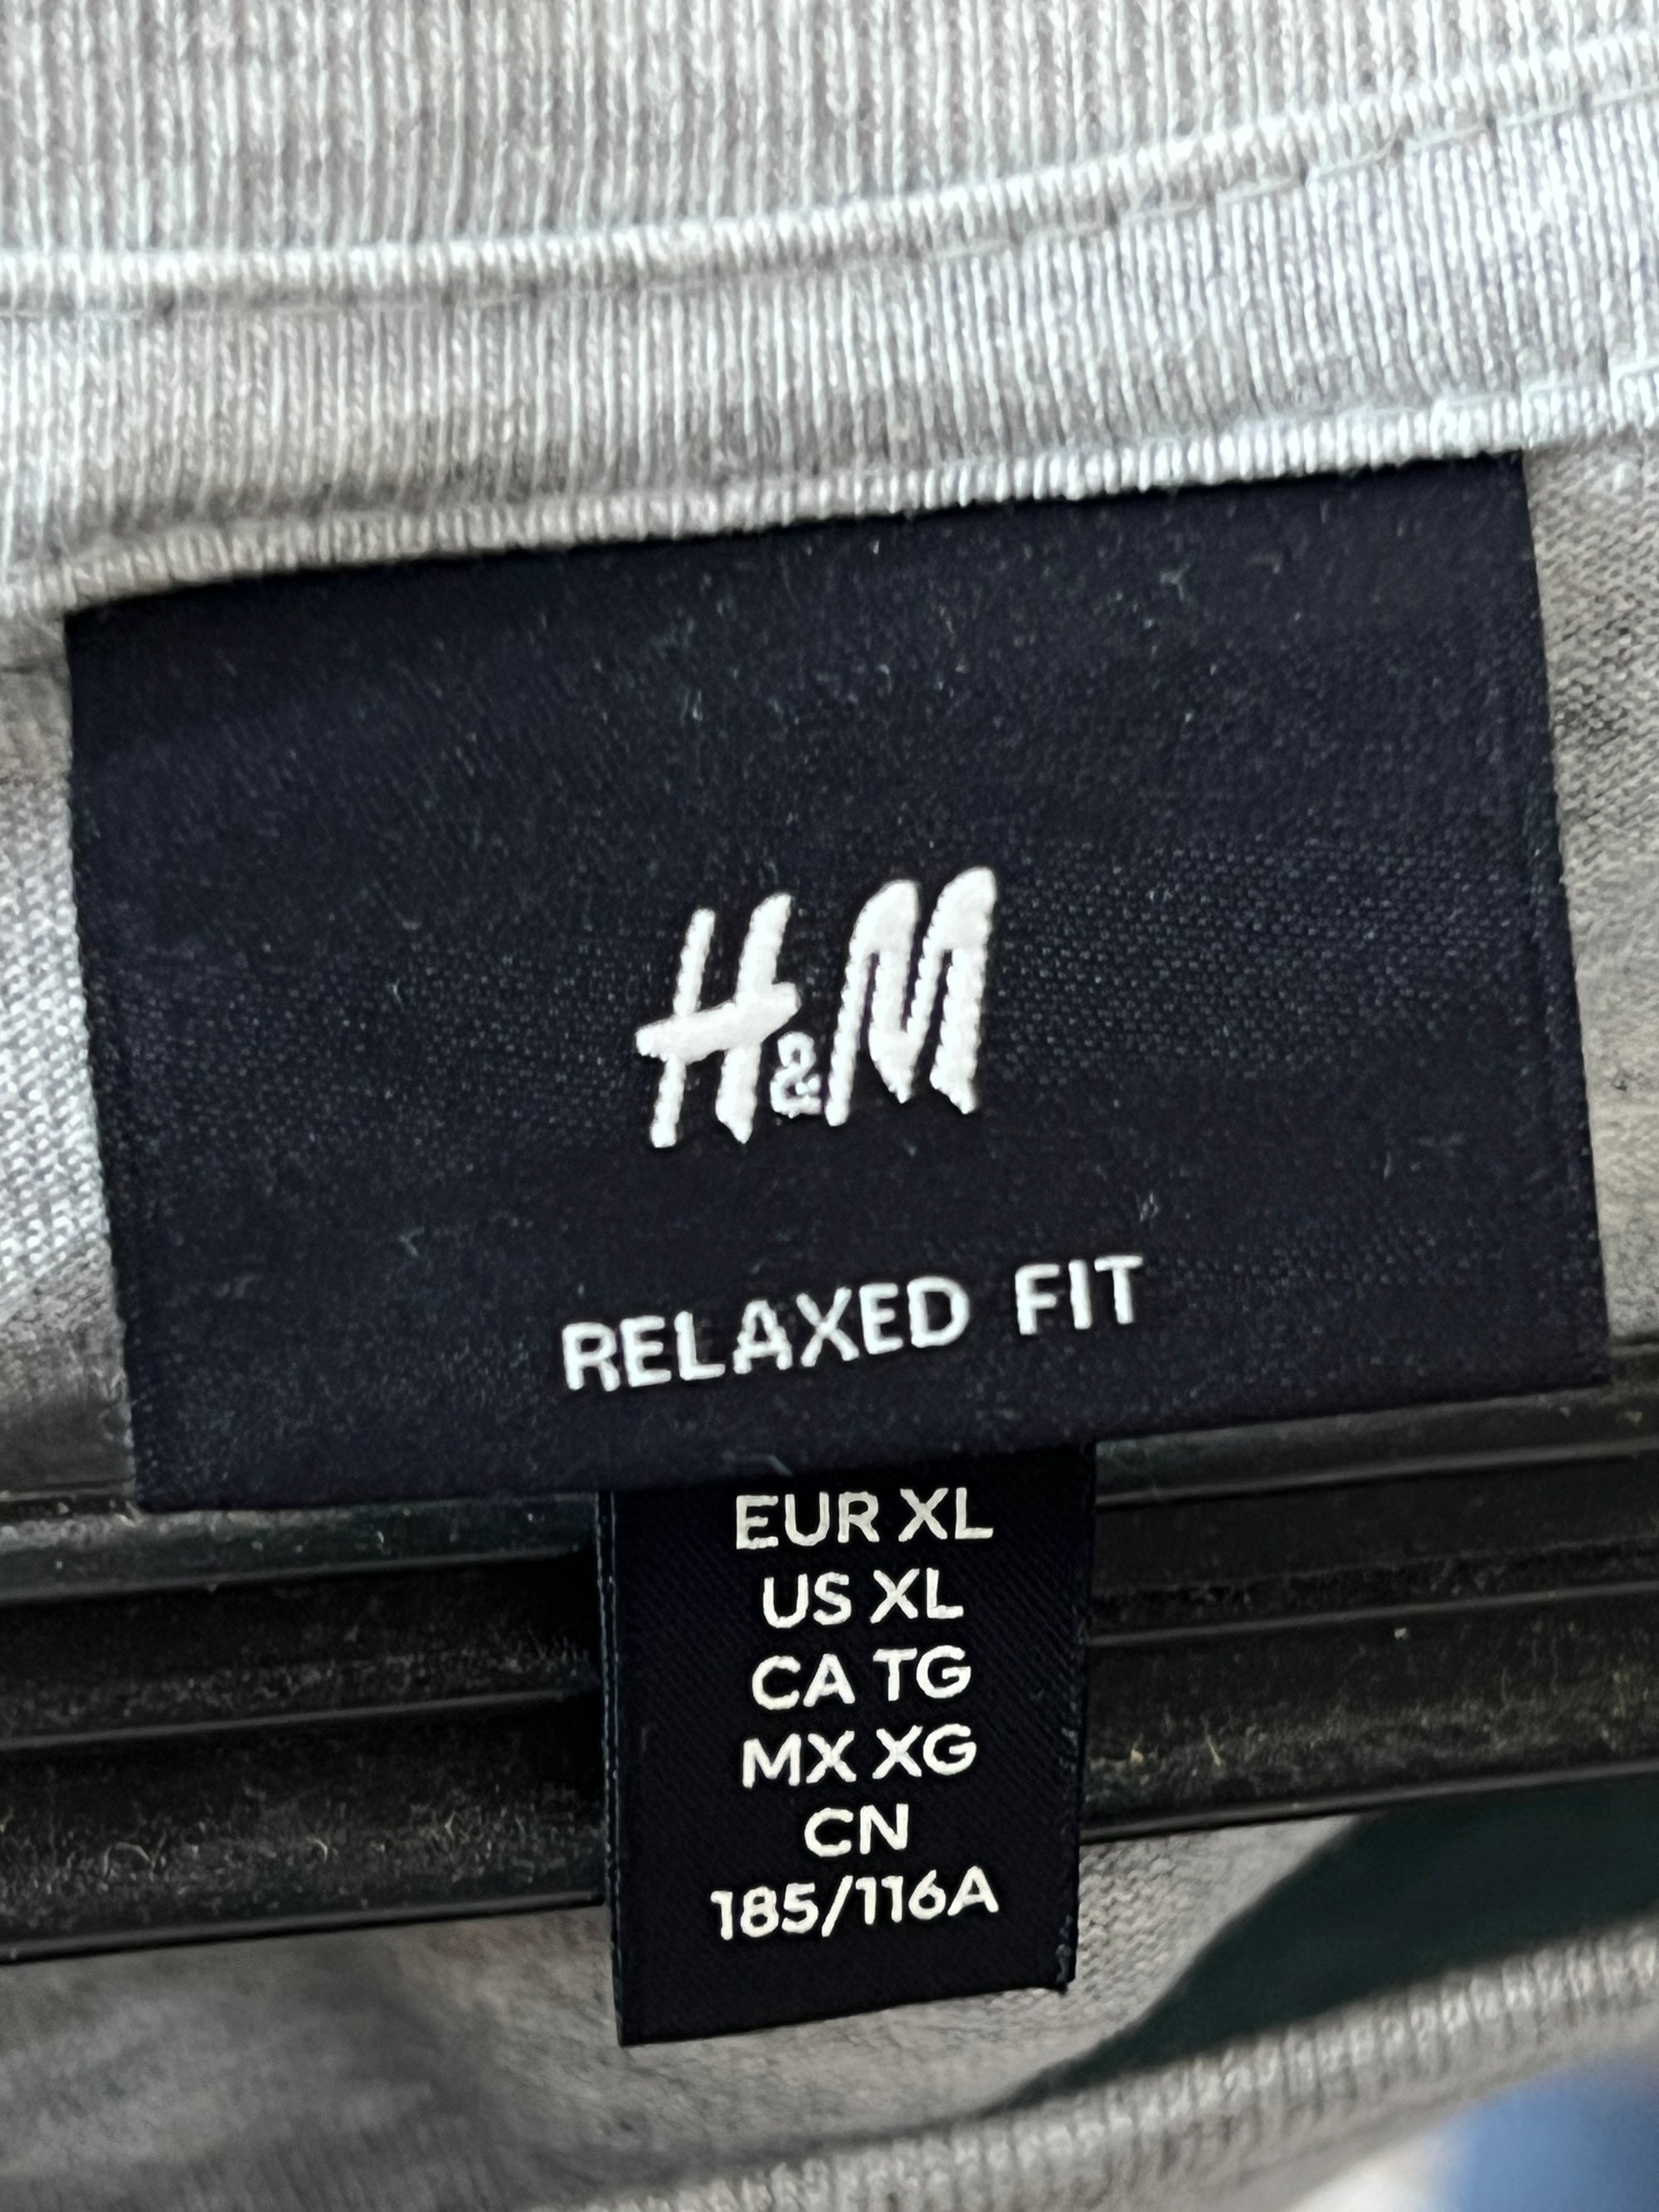 H&M
RELAXED FIT
EUR XL
US XL
CA TG
MX XG
CN
185/116A